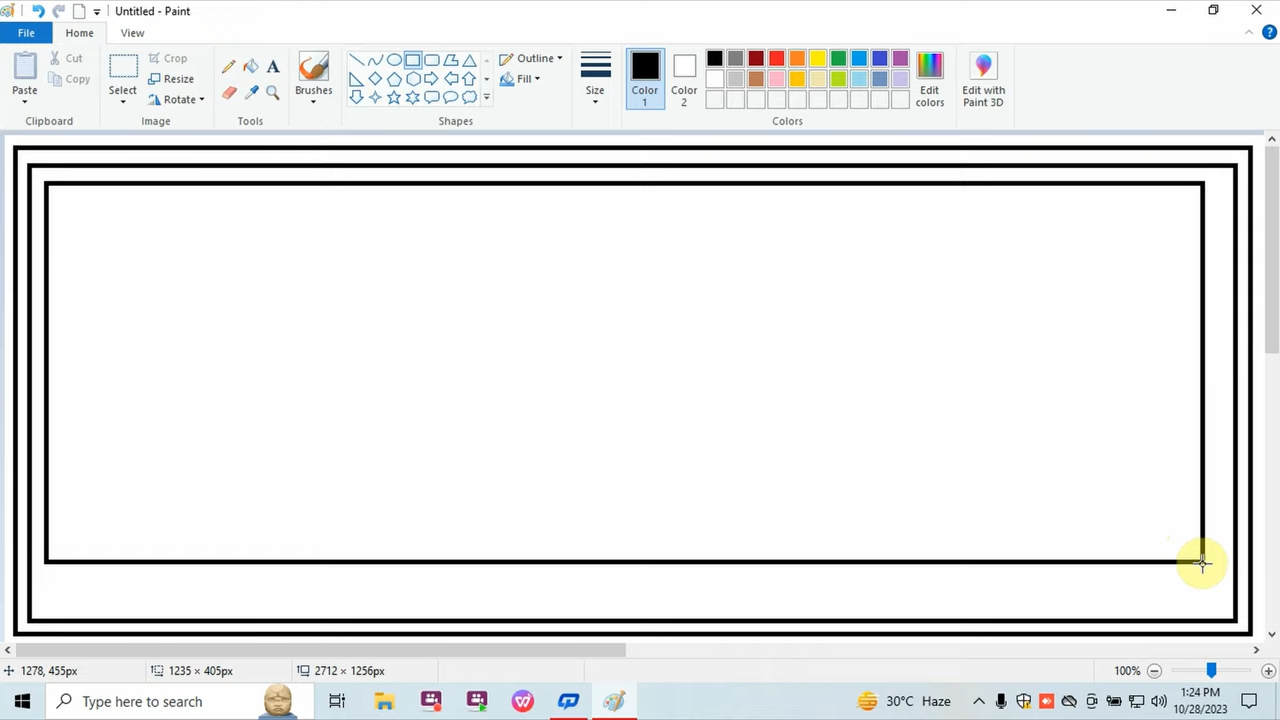 Untitled - Paint
File Home View
Paste
Cut
Copy
Clipboard
Select
Crop
Resize
Rotate
Image
A
Tools
Brushes
Shapes
Outline
Fill
Size
Color 1
Color 2
Edit colors
Colors
Edit with Paint 3D
1278, 455px 1235 × 405px 2712 × 1256px 100%
Type here to search
30°C Haze
1:24 PM
10/28/2023